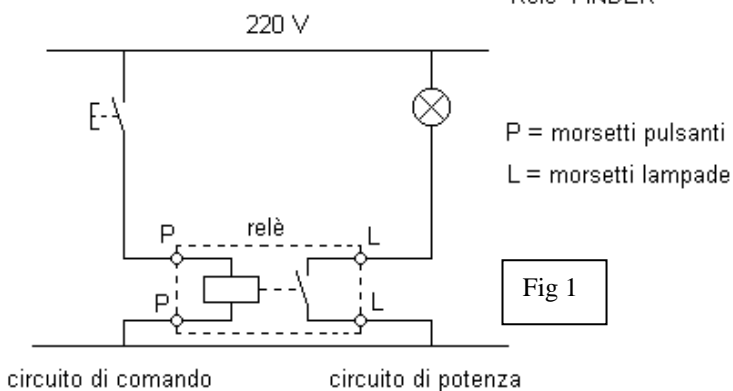 220 V
P = morsetti pulsanti
L = morsetti lampade
P relè L
P L
Fig 1
circuito di comando circuito di potenza